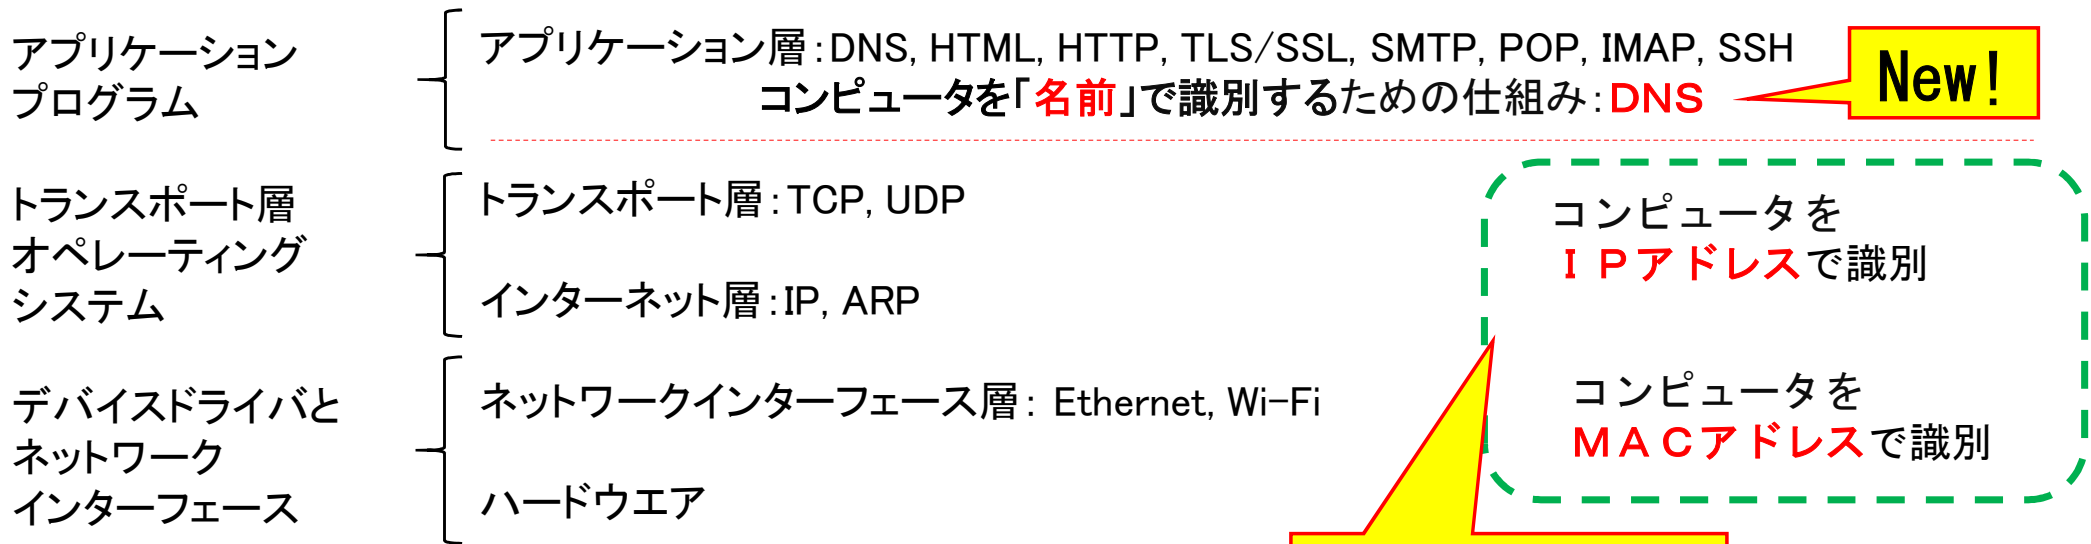 アプリケーション
プログラム
アプリケーション層：DNS, HTML, HTTP, TLS/SSL, SMTP, POP, IMAP, SSH
コンピュータを「名前」で識別するための仕組み：DNS
New!
トランスポート層
オペレーティング
システム
トランスポート層：TCP, UDP
インターネット層：IP, ARP
コンピュータを
ＩＰアドレスで識別
デバイスドライバと
ネットワーク
インターフェース
ネットワークインターフェース層： Ethernet, Wi-Fi
ハードウエア
コンピュータを
ＭＡＣアドレスで識別